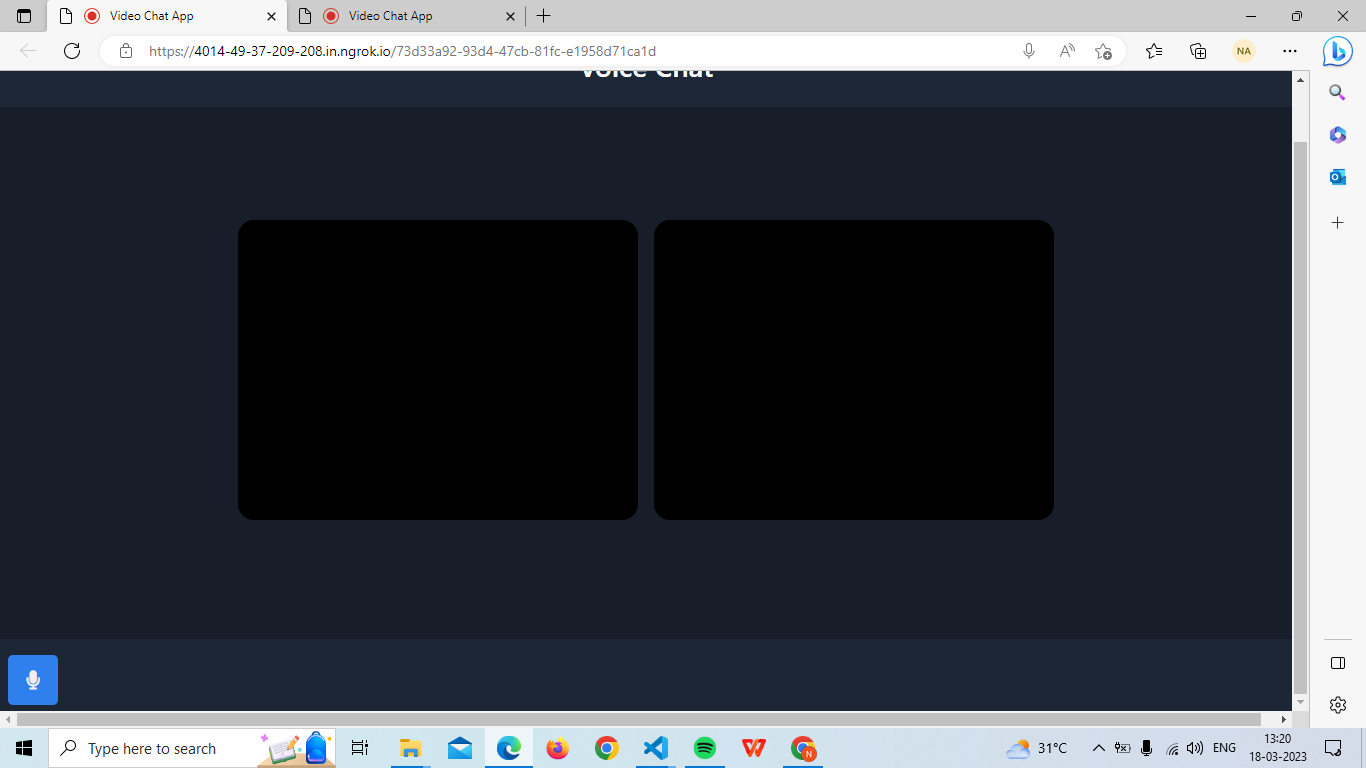 Video Chat App
Video Chat App
https://4014-49-37-209-208.in.ngrok.io/73d33a92-93d4-47cb-81fc-e1958d71ca1d
NA
Voice Chat
Type here to search
N
31°C
ENG
13:20
18-03-2023